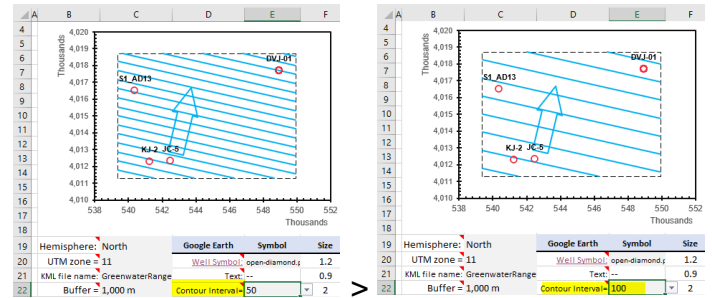 A B C D E F
4 4,020
5 4,019
6 4,018 DVJ-01
7 Thousands 4,017 S1_AD13
8
9 4,016
10 4,015
11
12 4,014
13 4,013 KJ-2 JC-5
14 4,012
15 4,011
16 4,010
17 538 540 542 544 546 548 550 552
18 Thousands
19 Hemisphere: North Google Earth Symbol Size
20 UTM zone = 11 Well Symbol: open-diamond.p 1.2
21 KML file name: GreenwaterRange Text: -- 0.9
22 Buffer = 1,000 m Contour Interval= 50 2
>
A B C D E F
4 4,020
5 4,019
6 4,018 DVJ-01
7 Thousands 4,017 S1_AD13
8
9 4,016
10 4,015
11
12 4,014
13 4,013 KJ-2 JC-5
14 4,012
15 4,011
16 4,010
17 538 540 542 544 546 548 550 552
18 Thousands
19 Hemisphere: North Google Earth Symbol Size
20 UTM zone = 11 Well Symbol: open-diamond.p 1.2
21 KML file name: GreenwaterRange Text: -- 0.9
22 Buffer = 1,000 m Contour Interval= 100 2